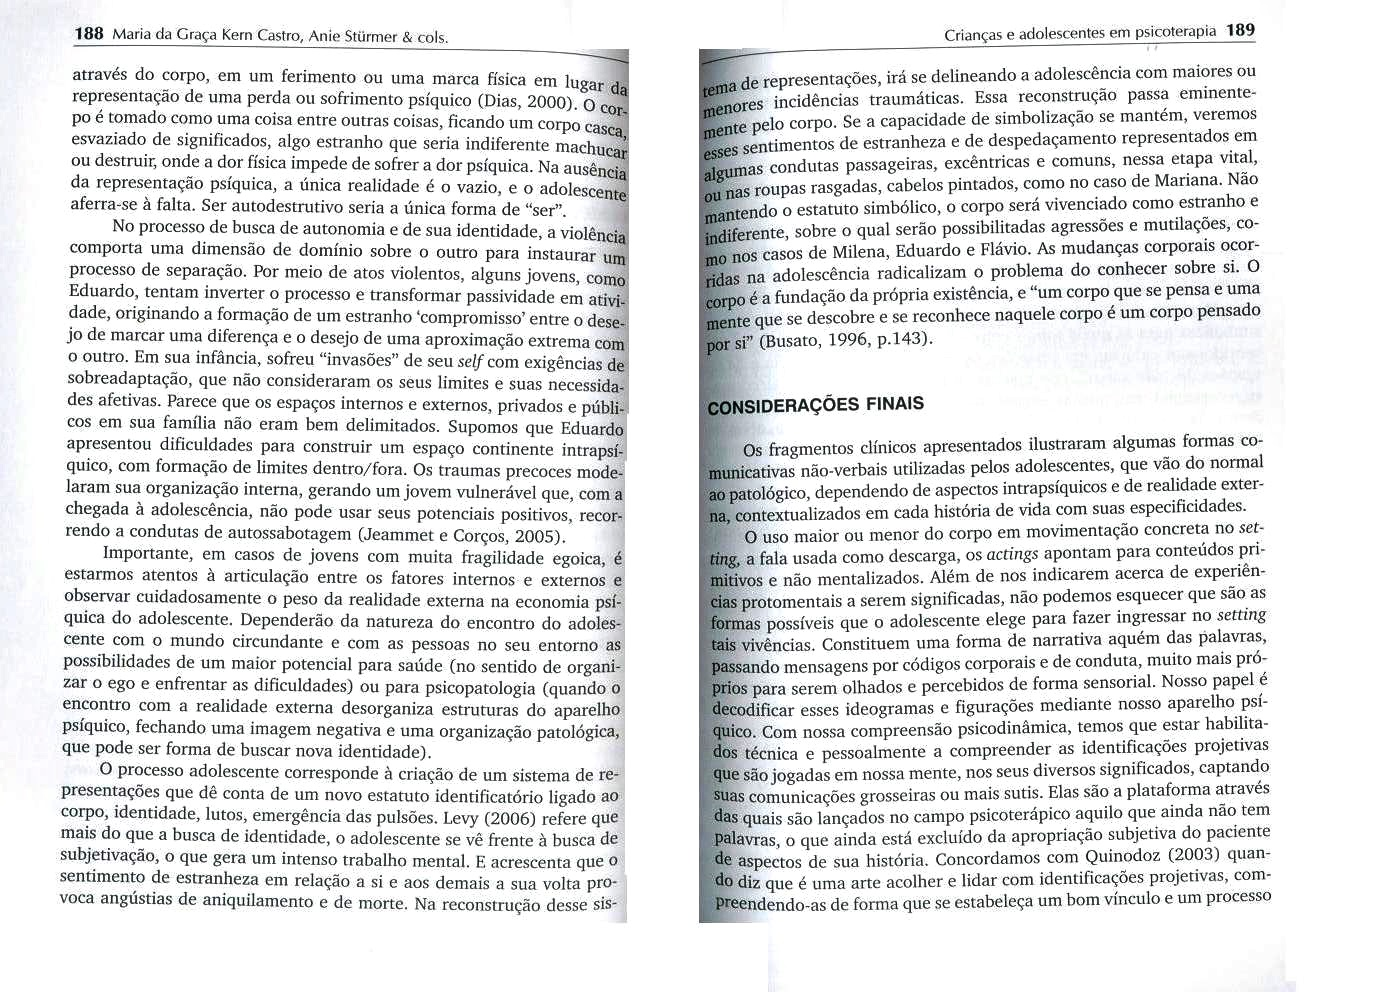 188 Maria da Graça Kern Castro, Anie Stürmer & cols.
através do corpo, em um ferimento ou uma marca física em lugar da
representação de uma perda ou sofrimento psíquico (Dias, 2000). O cor-
po é tomado como uma coisa entre outras coisas, ficando um corpo casca,
esvaziado de significados, algo estranho que seria indiferente machucar
ou destruir, onde a dor física impede de sofrer a dor psíquica. Na ausência
da representação psíquica, a única realidade é o vazio, e o adolescente
aferra-se à falta. Ser autodestrutivo seria a única forma de “ser”.
No processo de busca de autonomia e de sua identidade, a violência
comporta uma dimensão de domínio sobre o outro para instaurar um
processo de separação. Por meio de atos violentos, alguns jovens, como
Eduardo, tentam inverter o processo e transformar passividade em ativi-
dade, originando a formação de um estranho ‘compromisso’ entre o dese-
jo de marcar uma diferença e o desejo de uma aproximação extrema com
o outro. Em sua infância, sofreu “invasões” de seu self com exigências de
sobreadaptação, que não consideraram os seus limites e suas necessida-
des afetivas. Parece que os espaços internos e externos, privados e públi-
cos em sua família não eram bem delimitados. Supomos que Eduardo
apresentou dificuldades para construir um espaço continente intrapsí-
quico, com formação de limites dentro/fora. Os traumas precoces mode-
laram sua organização interna, gerando um jovem vulnerável que, com a
chegada à adolescência, não pode usar seus potenciais positivos, recor-
rendo a condutas de autossabotagem (Jeammet e Corços, 2005).
Importante, em casos de jovens com muita fragilidade egoica, é
estarmos atentos à articulação entre os fatores internos e externos e
observar cuidadosamente o peso da realidade externa na economia psí-
quica do adolescente. Dependerão da natureza do encontro do adoles-
cente com o mundo circundante e com as pessoas no seu entorno as
possibilidades de um maior potencial para saúde (no sentido de organi-
zar o ego e enfrentar as dificuldades) ou para psicopatologia (quando o
encontro com a realidade externa desorganiza estruturas do aparelho
psíquico, fechando uma imagem negativa e uma organização patológica,
que pode ser forma de buscar nova identidade).
O processo adolescente corresponde à criação de um sistema de re-
presentações que dê conta de um novo estatuto identificatório ligado ao
corpo, identidade, lutos, emergência das pulsões. Levy (2006) refere que
mais do que a busca de identidade, o adolescente se vê frente à busca de
subjetivação, o que gera um intenso trabalho mental. E acrescenta que o
sentimento de estranheza em relação a si e aos demais a sua volta pro-
voca angústias de aniquilamento e de morte. Na reconstrução desse sis-
Crianças e adolescentes em psicoterapia 189
tema de representações, irá se delineando a adolescência com maiores ou
menores incidências traumáticas. Essa reconstrução passa eminente-
mente pelo corpo. Se a capacidade de simbolização se mantém, veremos
esses sentimentos de estranheza e de despedaçamento representados em
algumas condutas passageiras, excêntricas e comuns, nessa etapa vital,
ou nas roupas rasgadas, cabelos pintados, como no caso de Mariana. Não
mantendo o estatuto simbólico, o corpo será vivenciado como estranho e
indiferente, sobre o qual serão possibilitadas agressões e mutilações, co-
mo nos casos de Milena, Eduardo e Flávio. As mudanças corporais ocor-
ridas na adolescência radicalizam o problema do conhecer sobre si. O
corpo é a fundação da própria existência, e “um corpo que se pensa e uma
mente que se descobre e se reconhece naquele corpo é um corpo pensado
por si” (Busato, 1996, p.143).
CONSIDERAÇÕES FINAIS
Os fragmentos clínicos apresentados ilustraram algumas formas co-
municativas não-verbais utilizadas pelos adolescentes, que vão do normal
ao patológico, dependendo de aspectos intrapsíquicos e de realidade exter-
na, contextualizados em cada história de vida com suas especificidades.
O uso maior ou menor do corpo em movimentação concreta no set-
ting, a fala usada como descarga, os actings apontam para conteúdos pri-
mitivos e não mentalizados. Além de nos indicarem acerca de experiên-
cias protomentais a serem significadas, não podemos esquecer que são as
formas possíveis que o adolescente elege para fazer ingressar no setting
tais vivências. Constituem uma forma de narrativa aquém das palavras,
passando mensagens por códigos corporais e de conduta, muito mais pró-
prios para serem olhados e percebidos de forma sensorial. Nosso papel é
decodificar esses ideogramas e figurações mediante nosso aparelho psí-
quico. Com nossa compreensão psicodinâmica, temos que estar habilita-
dos técnica e pessoalmente a compreender as identificações projetivas
que são jogadas em nossa mente, nos seus diversos significados, captando
suas comunicações grosseiras ou mais sutis. Elas são a plataforma através
das quais são lançados no campo psicoterápico aquilo que ainda não tem
palavras, o que ainda está excluído da apropriação subjetiva do paciente
de aspectos de sua história. Concordamos com Quinodoz (2003) quan-
do diz que é uma arte acolher e lidar com identificações projetivas, com-
preendendo-as de forma que se estabeleça um bom vínculo e um processo